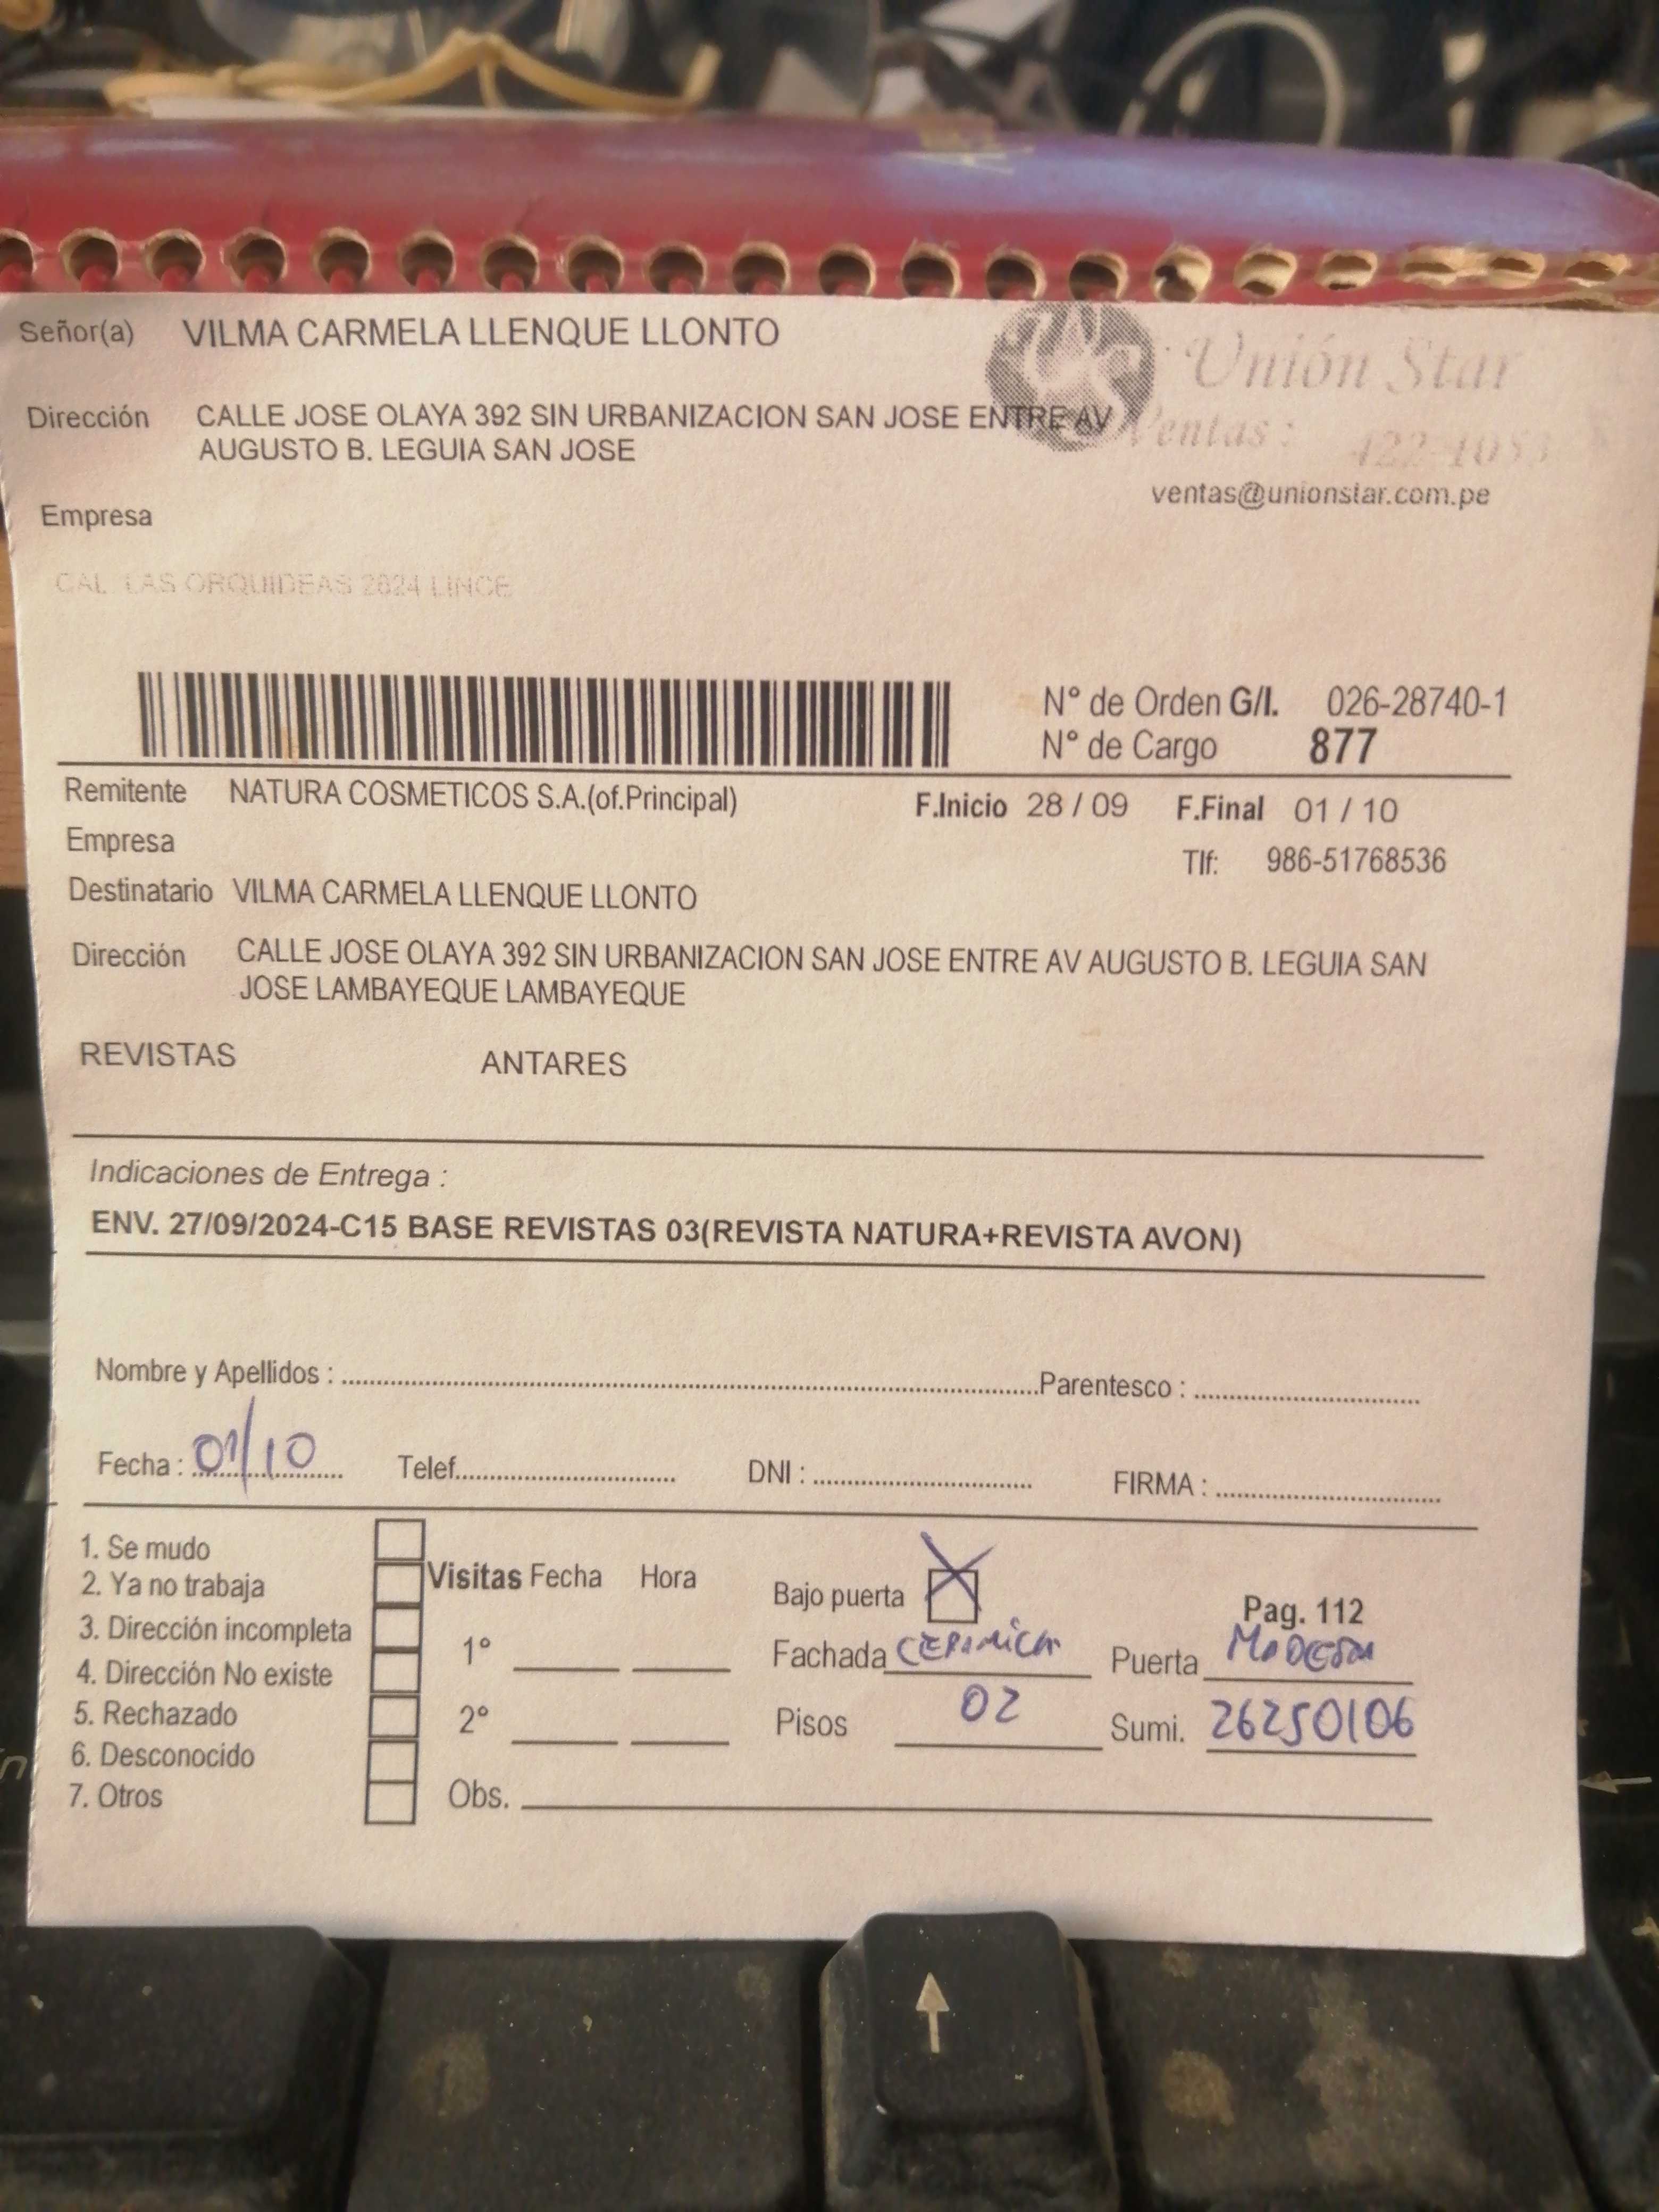 Señor(a) VILMA CARMELA LLENQUE LLONTO
Unión Star
Dirección CALLE JOSE OLAYA 392 SIN URBANIZACION SAN JOSE ENTRE AV
AUGUSTO B. LEGUIA SAN JOSE
Ventas :
ventas@unionstar.com.pe
Empresa
CAL. LAS ORQUIDEAS 2624 LINCE
N° de Orden G/I. 026-28740-1
N° de Cargo 877
Remitente NATURA COSMETICOS S.A.(of.Principal)
F.Inicio 28 / 09 F.Final 01 / 10
Empresa
Tlf: 986-51768536
Destinatario VILMA CARMELA LLENQUE LLONTO
Dirección CALLE JOSE OLAYA 392 SIN URBANIZACION SAN JOSE ENTRE AV AUGUSTO B. LEGUIA SAN
JOSE LAMBAYEQUE LAMBAYEQUE
REVISTAS ANTARES
Indicaciones de Entrega :
ENV. 27/09/2024-C15 BASE REVISTAS 03(REVISTA NATURA+REVISTA AVON)
Nombre y Apellidos : Parentesco :
Fecha : 01/10 Telef. DNI : FIRMA :
1. Se mudo
2. Ya no trabaja
3. Dirección incompleta
4. Dirección No existe
5. Rechazado
6. Desconocido
7. Otros
Visitas Fecha Hora
1°
2°
Obs.
Bajo puerta X
Pag. 112
Fachada CERAMICA Puerta MADERA
Pisos 02 Sumi. 26250106